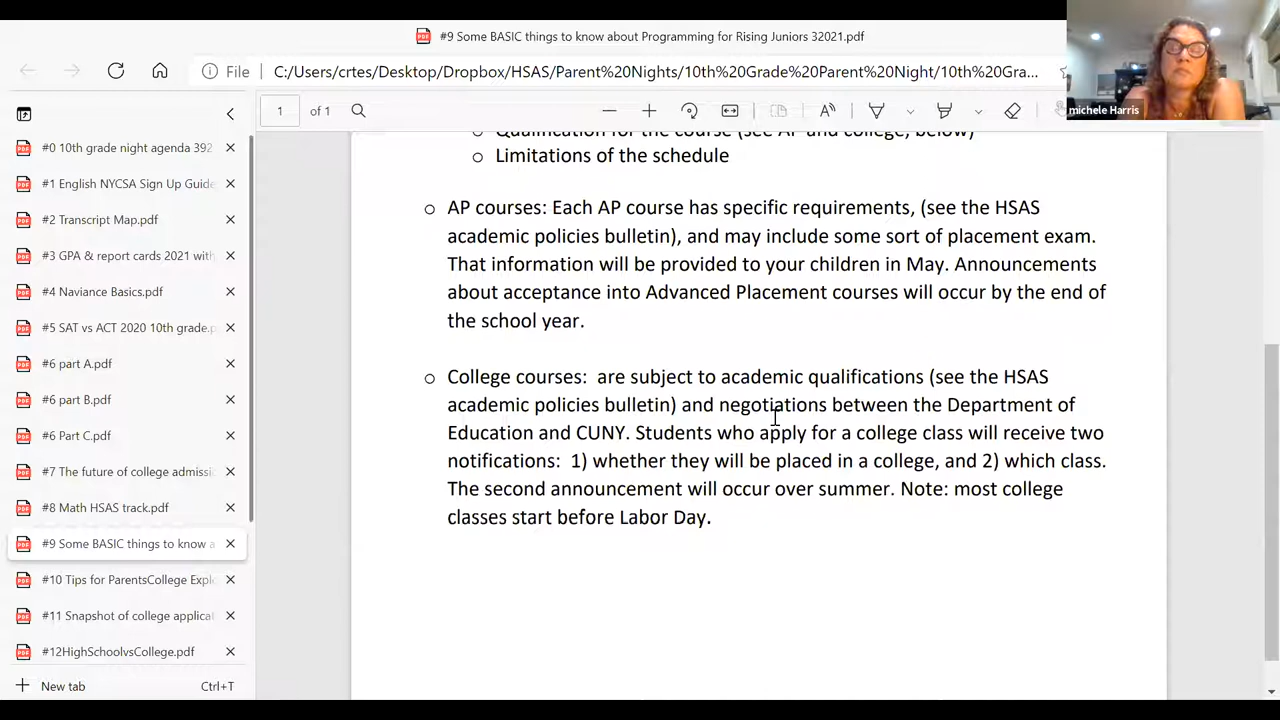 #9 Some BASIC things to know about Programming for Rising Juniors 32021.pdf
File
C:/Users/crtes/Desktop/Dropbox/HSAS/Parent%20Nights/10th%20Grade%20Parent%20Night/10th%20Gra...
michele Harris
1 of 1
#0 10th grade night agenda 392
#1 English NYCSA Sign Up Guide
#2 Transcript Map.pdf
#3 GPA & report cards 2021 with
#4 Naviance Basics.pdf
#5 SAT vs ACT 2020 10th grade.p
#6 part A.pdf
#6 part B.pdf
#6 Part C.pdf
#7 The future of college admissi
#8 Math HSAS track.pdf
#9 Some BASIC things to know a
#10 Tips for ParentsCollege Expl
#11 Snapshot of college applica
#12HighSchoolvsCollege.pdf
New tab Ctrl+T
Qualification for the course (see AP and college, below)
Limitations of the schedule
AP courses: Each AP course has specific requirements, (see the HSAS
academic policies bulletin), and may include some sort of placement exam.
That information will be provided to your children in May. Announcements
about acceptance into Advanced Placement courses will occur by the end of
the school year.
College courses:  are subject to academic qualifications (see the HSAS
academic policies bulletin) and negotiations between the Department of
Education and CUNY. Students who apply for a college class will receive two
notifications:  1) whether they will be placed in a college, and 2) which class.
The second announcement will occur over summer. Note: most college
classes start before Labor Day.